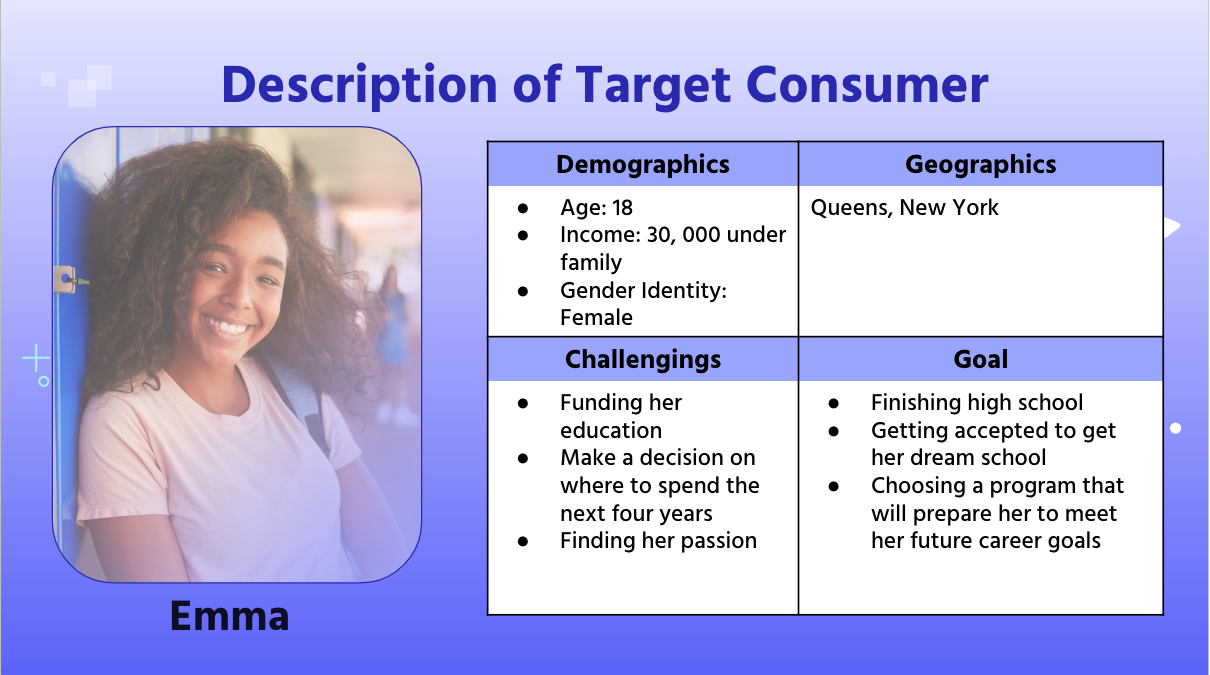 Description of Target Consumer
Demographics
Geographics
● Age: 18
● Income: 30, 000 under
family
● Gender Identity:
Female
Queens, New York
Challengings
Goal
● Funding her
education
● Make a decision on
where to spend the
next four years
● Finding her passion
● Finishing high school
● Getting accepted to get
her dream school
● Choosing a program that
will prepare her to meet
her future career goals
Emma